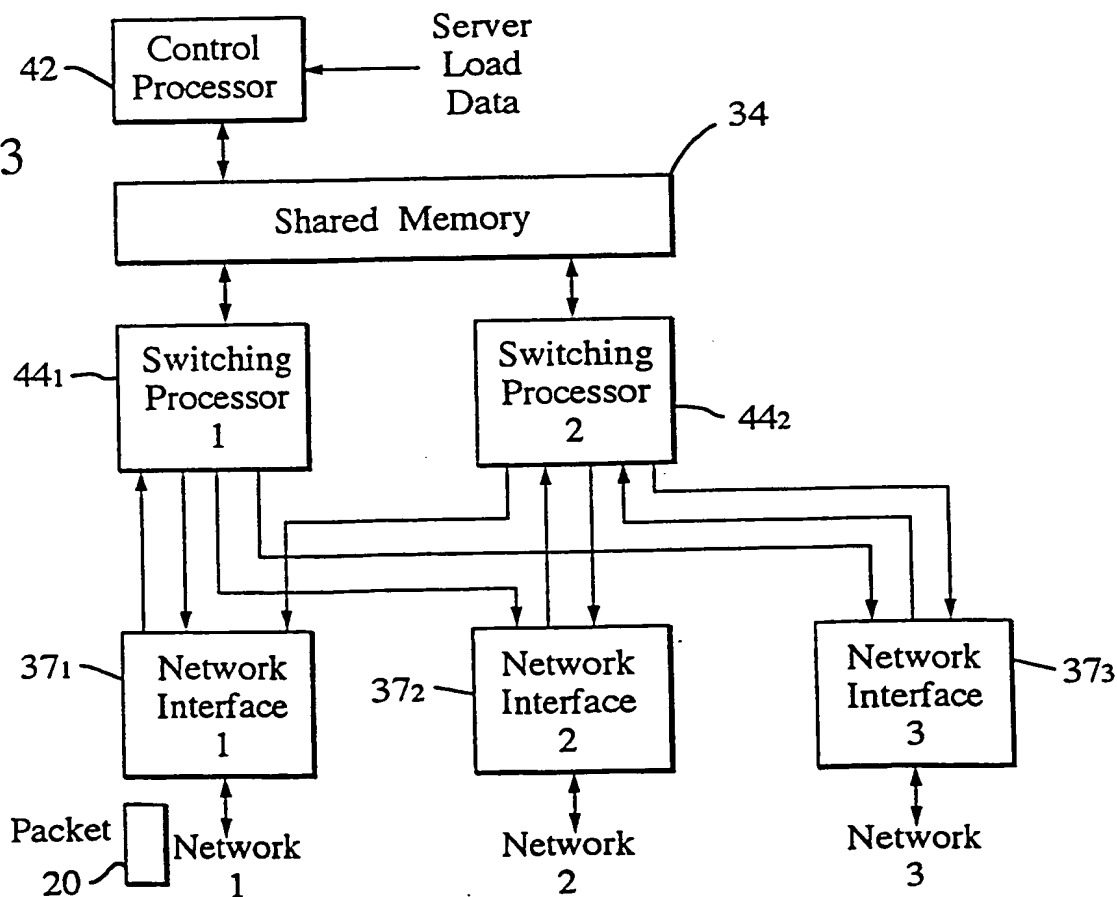 Control
Processor
42
Server
Load
Data
3
34
Shared Memory
Switching
Processor
1
44₁
Switching
Processor
2
44₂
Network
Interface
1
37₁
Network
Interface
2
37₂
Network
Interface
3
37₃
Packet
20
Network
1
Network
2
Network
3